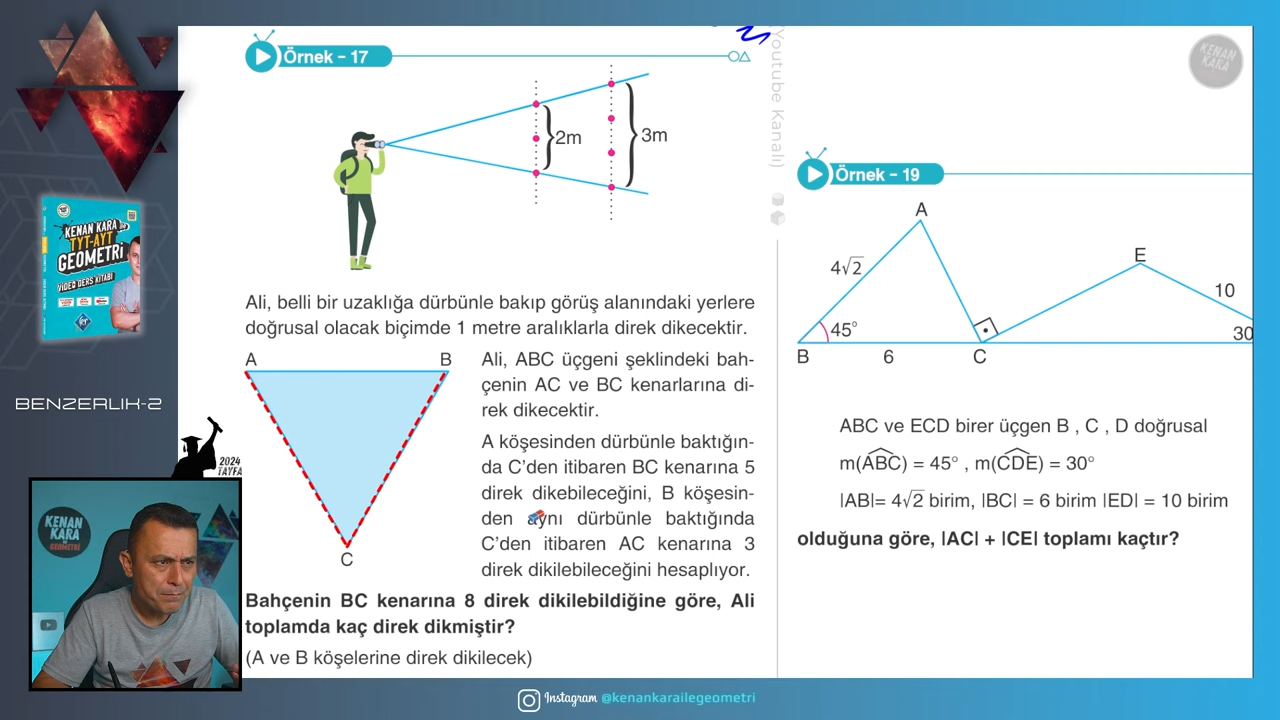 Örnek - 17
2m
3m
Ali, belli bir uzaklığa dürbünle bakıp görüş alanındaki yerlere
doğrusal olacak biçimde 1 metre aralıklarla direk dikecektir.
A
B
C
Ali, ABC üçgeni şeklindeki bah-
çenin AC ve BC kenarlarına di-
rek dikecektir.
A köşesinden dürbünle baktığın-
da C'den itibaren BC kenarına 5
direk dikebileceğini, B köşesin-
den aynı dürbünle baktığında
C'den itibaren AC kenarına 3
direk dikilebileceğini hesaplıyor.
Bahçenin BC kenarına 8 direk dikilebildiğine göre, Ali
toplamda kaç direk dikmiştir?
(A ve B köşelerine direk dikilecek)
Youtube Kanalı)
KENAN
KARA
Örnek - 19
A
4√2
45°
B
6
C
E
10
30
ABC ve ECD birer üçgen B , C , D doğrusal
m(ABC) = 45° , m(CDE) = 30°
|AB|= 4√2 birim, |BC| = 6 birim |ED| = 10 birim
olduğuna göre, |AC| + |CE| toplamı kaçtır?
KENAN KARA
TYT-AYT
GEOMETRİ
VİDEO DERS KİTABI
BENZERLIK-2
2024
TAYFA
KENAN
KARA
GEOMETRİ
Instagram @kenankarailegeometri